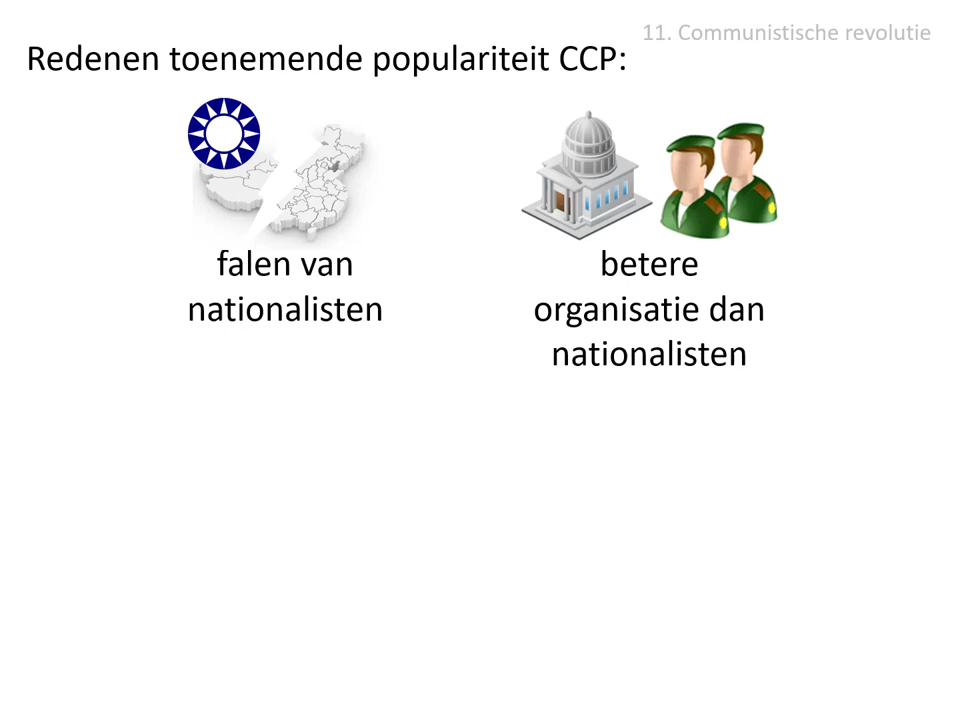 11. Communistische revolutie
Redenen toenemende populariteit CCP:
falen van
nationalisten
betere
organisatie dan
nationalisten